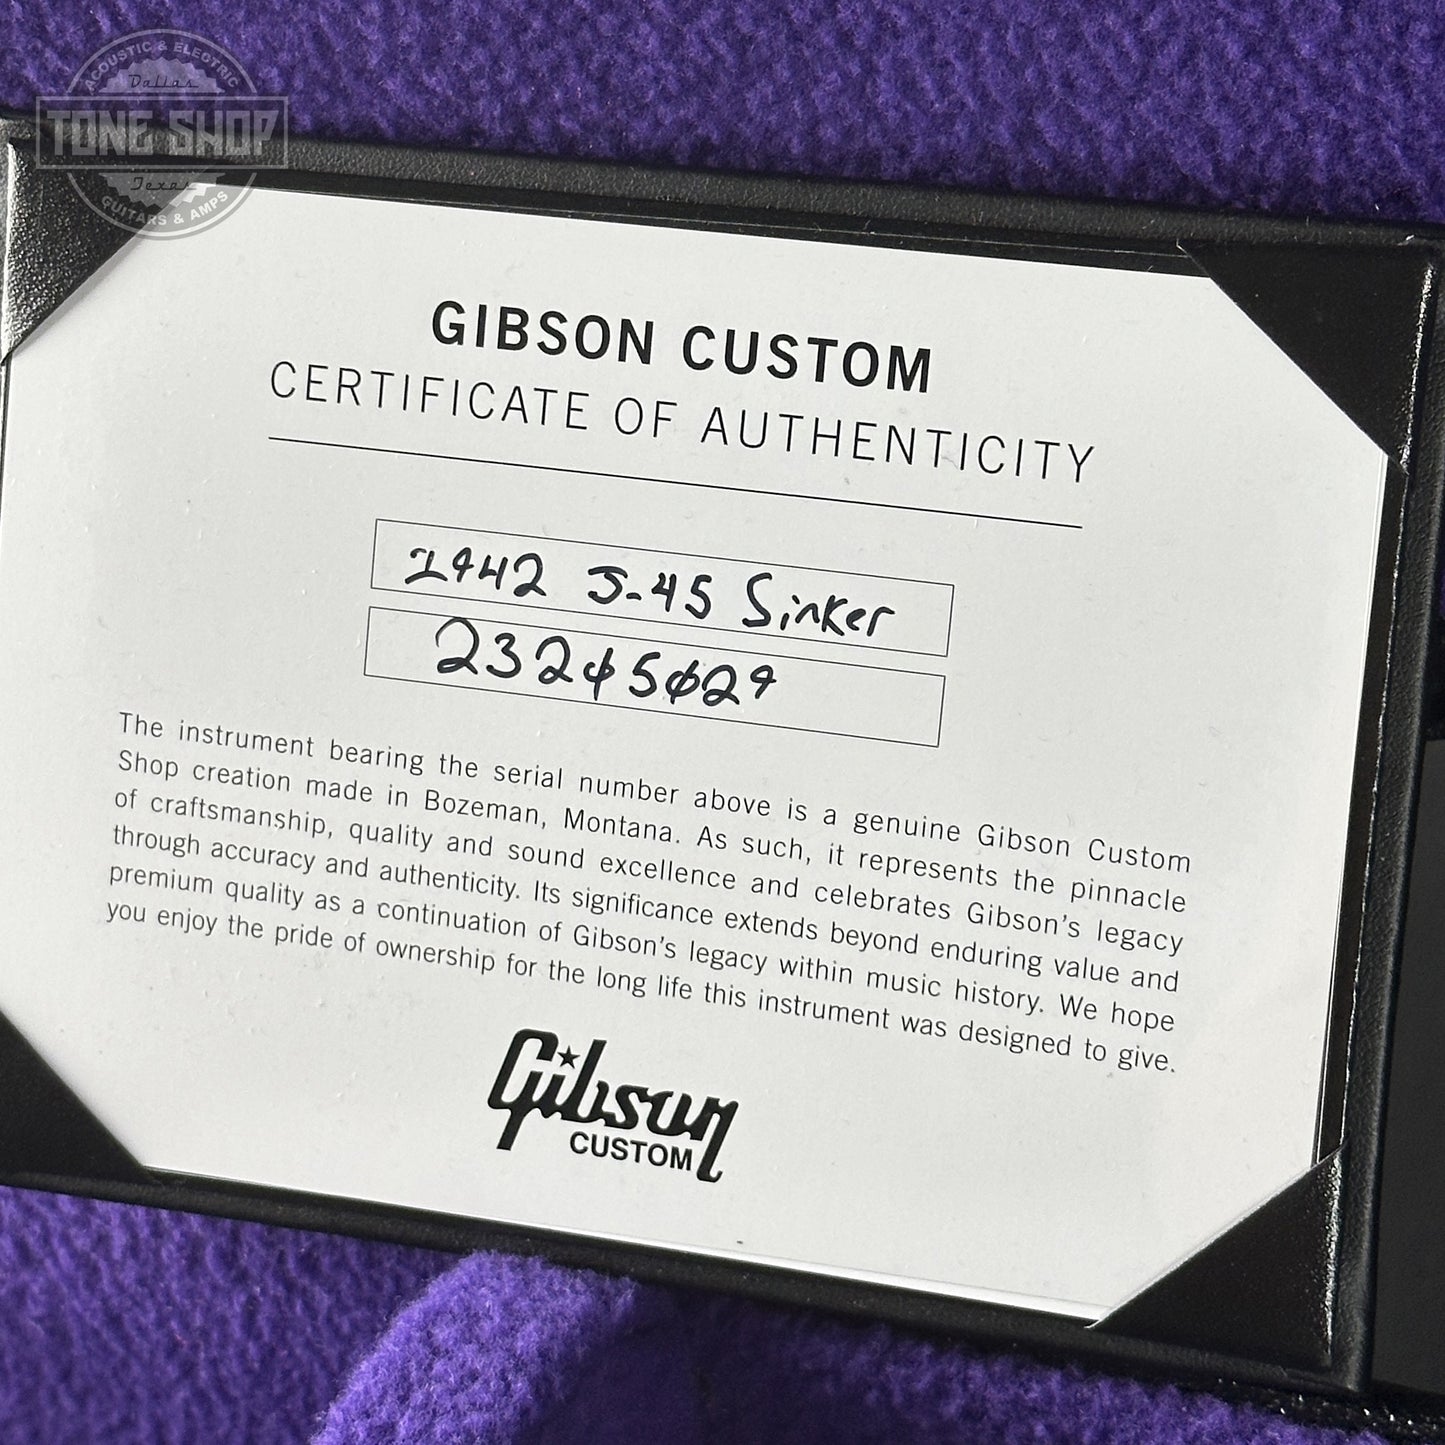 ACOUSTIC & ELECTRIC
Dallas
TONE SHOP
Texas
GUITARS & AMPS
GIBSON CUSTOM
CERTIFICATE OF AUTHENTICITY
1942 J-45 Sinker
23205029
The instrument bearing the serial number above is a genuine Gibson Custom
Shop creation made in Bozeman, Montana. As such, it represents the pinnacle
of craftsmanship, quality and sound excellence and celebrates Gibson's legacy
through accuracy and authenticity. Its significance extends beyond enduring value and
premium quality as a continuation of Gibson's legacy within music history. We hope
you enjoy the pride of ownership for the long life this instrument was designed to give.
Gibson
CUSTOM